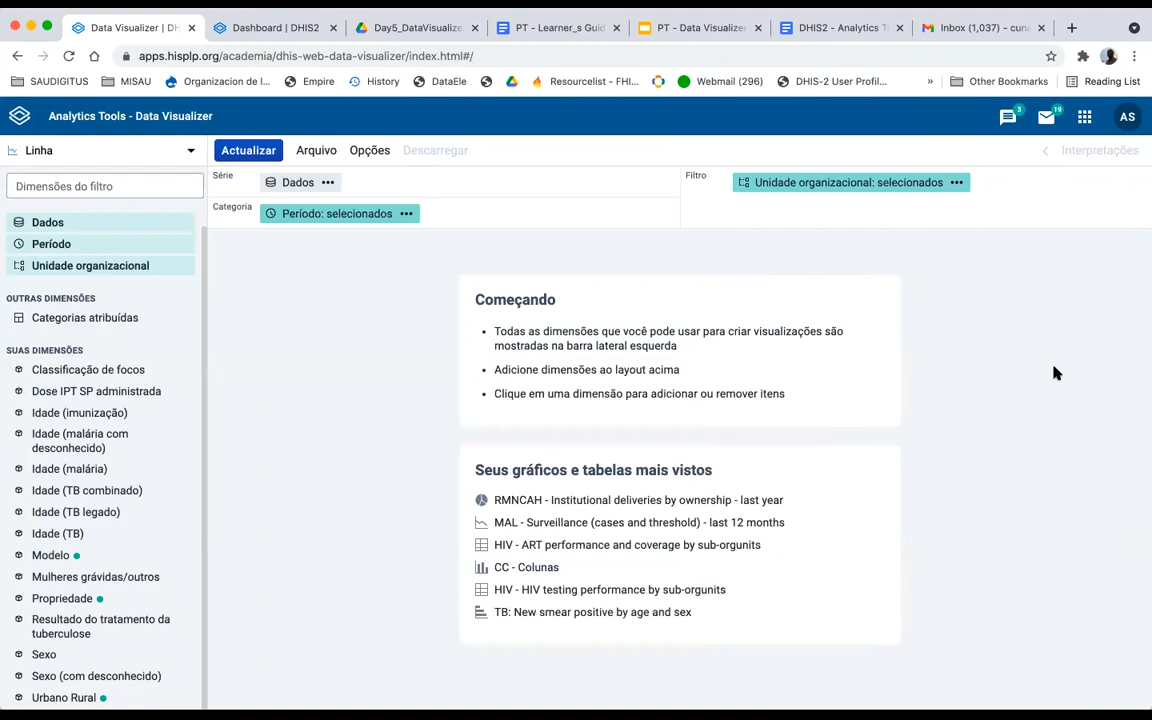 Data Visualizer | DHIS
Dashboard | DHIS2
Day5_DataVisualize
PT - Learner_s Guid
PT - Data Visualizer
DHIS2 - Analytics T
Inbox (1,037) - cuna
apps.hisplp.org/academia/dhis-web-data-visualizer/index.html#/
SAUDIGITUS
MISAU
Organizacion de l...
Empire
History
DataEle
Resourcelist - FHI...
Webmail (296)
DHIS-2 User Profil...
»
Other Bookmarks
Reading List
Analytics Tools - Data Visualizer
3
19
AS
Linha
Actualizar
Arquivo
Opções
Descarregar
Interpretações
Dimensões do filtro
Série
Dados
Filtro
Unidade organizacional: selecionados
Categoria
Período: selecionados
Dados
Período
Unidade organizacional
OUTRAS DIMENSÕES
Categorias atribuídas
SUAS DIMENSÕES
Classificação de focos
Dose IPT SP administrada
Idade (imunização)
Idade (malária com
desconhecido)
Idade (malária)
Idade (TB combinado)
Idade (TB legado)
Idade (TB)
Modelo
Mulheres grávidas/outros
Propriedade
Resultado do tratamento da
tuberculose
Sexo
Sexo (com desconhecido)
Urbano Rural
Começando
• Todas as dimensões que você pode usar para criar visualizações são
mostradas na barra lateral esquerda
• Adicione dimensões ao layout acima
• Clique em uma dimensão para adicionar ou remover itens
Seus gráficos e tabelas mais vistos
RMNCAH - Institutional deliveries by ownership - last year
MAL - Surveillance (cases and threshold) - last 12 months
HIV - ART performance and coverage by sub-orgunits
CC - Colunas
HIV - HIV testing performance by sub-orgunits
TB: New smear positive by age and sex